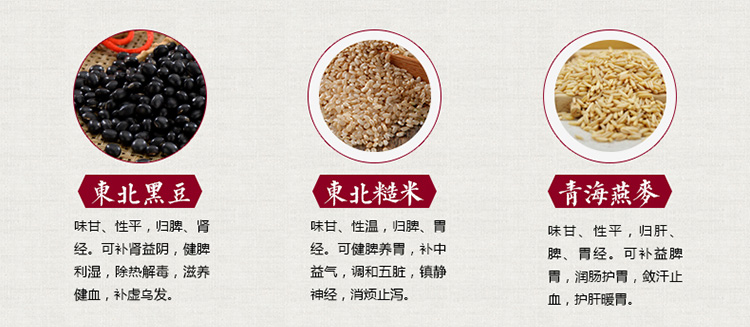 東北黑豆
味甘、性平，归脾、肾
经。可补肾益阴，健脾
利湿，除热解毒，滋养
健血，补虚乌发。
東北糙米
味甘、性温，归脾、胃
经。可健脾养胃，补中
益气，调和五脏，镇静
神经，消烦止泻。
青海燕麥
味甘、性平，归肝、
脾、胃经。可补益脾
胃，润肠护胃，敛汗止
血，护肝暖胃。